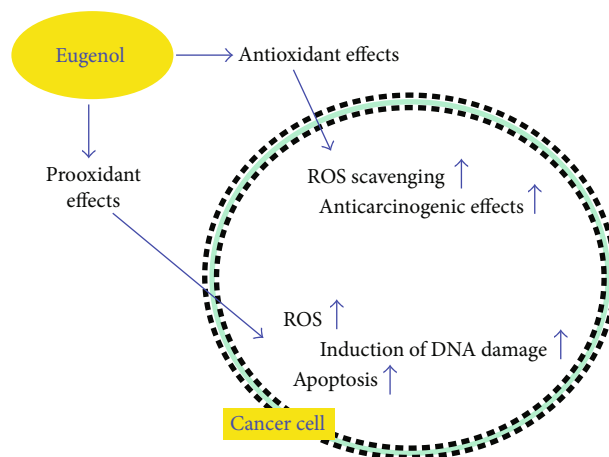 Eugenol
Antioxidant effects
Prooxidant
effects
ROS scavenging
Anticarcinogenic effects
ROS
Induction of DNA damage
Apoptosis
Cancer cell